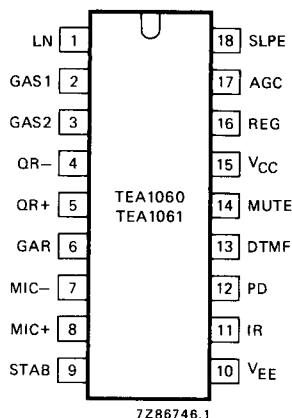 LN 1
GAS1 2
GAS2 3
QR− 4
QR+ 5
GAR 6
MIC− 7
MIC+ 8
STAB 9
TEA1060
TEA1061
18 SLPE
17 AGC
16 REG
15 VCC
14 MUTE
13 DTMF
12 PD
11 IR
10 VEE
7Z86746.1